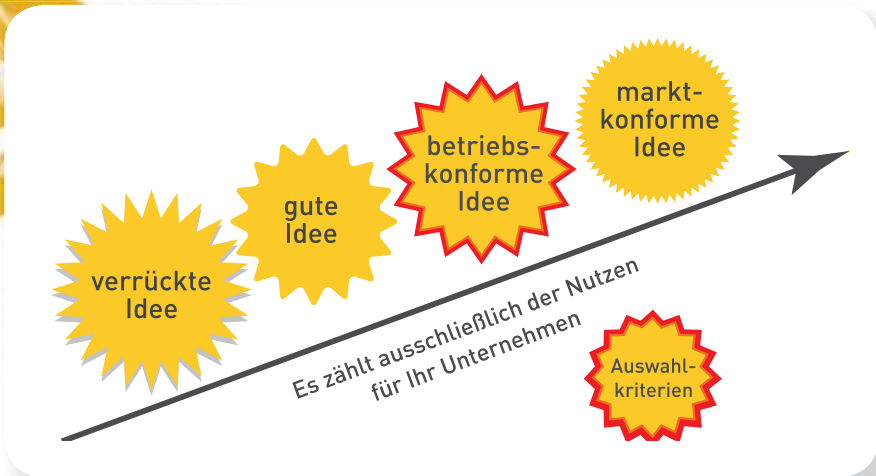 verrückte
Idee
gute
Idee
betriebs-
konforme
Idee
markt-
konforme
Idee
Es zählt ausschließlich der Nutzen
für Ihr Unternehmen
Auswahl-
kriterien